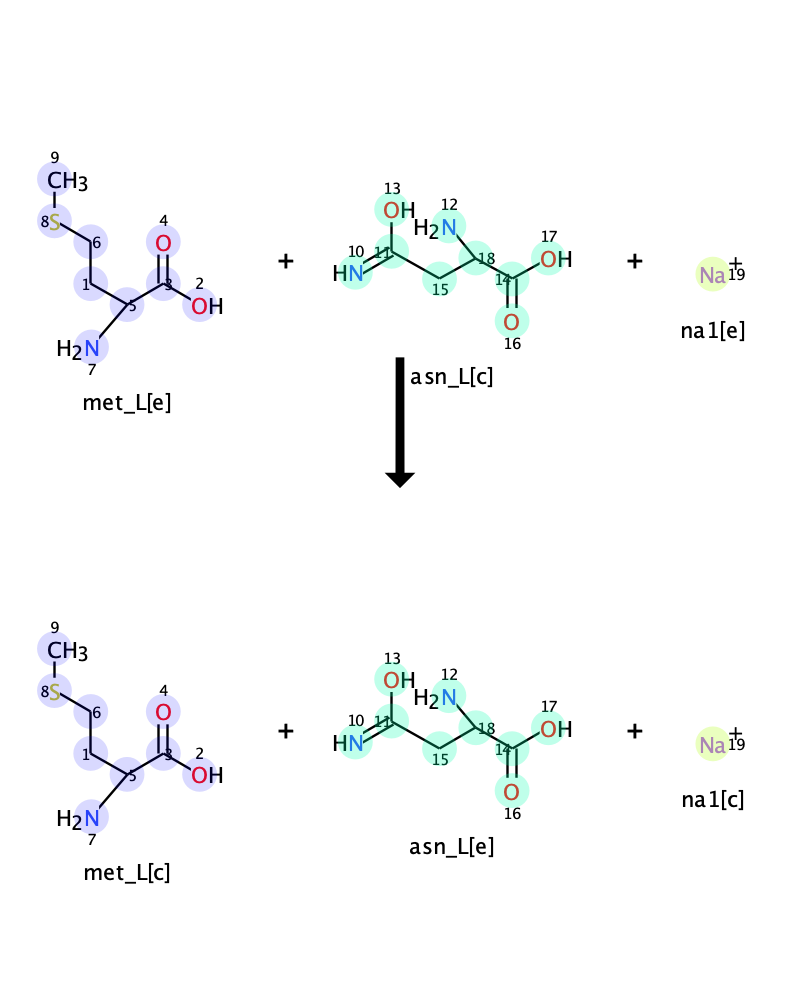 9
CH3
8 S
6
4
O
1
5
3
2
OH
H2N
7
met_L[e]
+
13
OH
12
H2N
10
HN
11
15
18
14
17
OH
O
16
asn_L[c]
+
Na
+
19
na1[e]
9
CH3
8 S
6
4
O
1
5
3
2
OH
H2N
7
met_L[c]
+
13
OH
12
H2N
10
HN
11
15
18
14
17
OH
O
16
asn_L[e]
+
Na
+
19
na1[c]